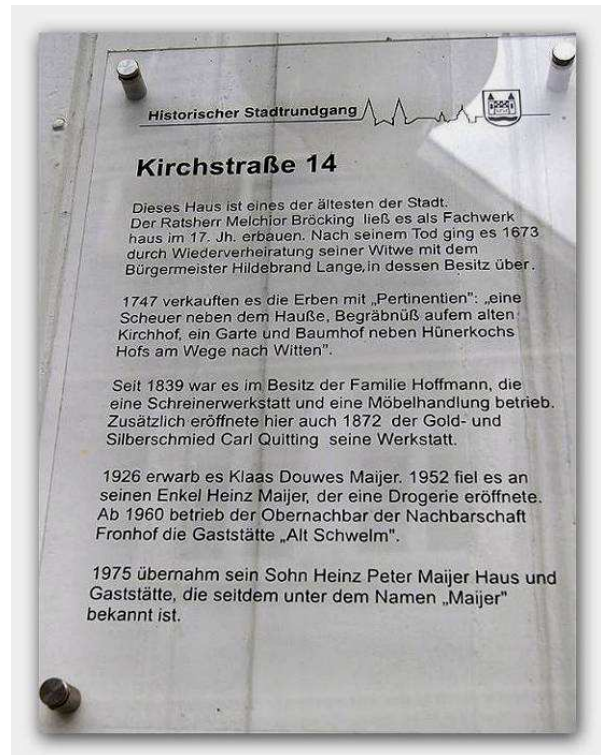 Historischer Stadtrundgang
Kirchstraße 14
Dieses Haus ist eines der ältesten der Stadt.
Der Ratsherr Melchior Bröcking ließ es als Fachwerk
haus im 17. Jh. erbauen. Nach seinem Tod ging es 1673
durch Wiederverheiratung seiner Witwe mit dem
Bürgermeister Hildebrand Lange, in dessen Besitz über.
1747 verkauften es die Erben mit „Pertinentien": „eine
Scheuer neben dem Hauße, Begräbnüß aufem alten
Kirchhof, ein Garte und Baumhof neben Hünerkochs
Hofs am Wege nach Witten".
Seit 1839 war es im Besitz der Familie Hoffmann, die
eine Schreinerwerkstatt und eine Möbelhandlung betrieb.
Zusätzlich eröffnete hier auch 1872 der Gold- und
Silberschmied Carl Quitting seine Werkstatt.
1926 erwarb es Klaas Douwes Maijer. 1952 fiel es an
seinen Enkel Heinz Maijer, der eine Drogerie eröffnete.
Ab 1960 betrieb der Obernachbar der Nachbarschaft
Fronhof die Gaststätte „Alt Schwelm".
1975 übernahm sein Sohn Heinz Peter Maijer Haus und
Gaststätte, die seitdem unter dem Namen „Maijer"
bekannt ist.